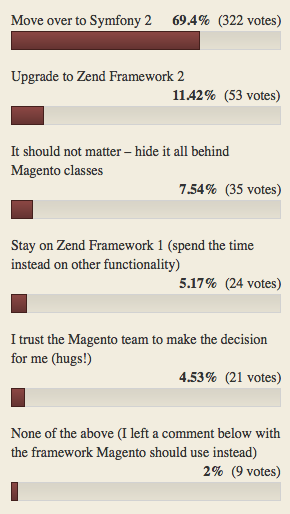 Move over to Symfony 2 69.4% (322 votes)
Upgrade to Zend Framework 2
11.42% (53 votes)
It should not matter – hide it all behind
Magento classes
7.54% (35 votes)
Stay on Zend Framework 1 (spend the time
instead on other functionality)
5.17% (24 votes)
I trust the Magento team to make the decision
for me (hugs!)
4.53% (21 votes)
None of the above (I left a comment below with
the framework Magento should use instead)
2% (9 votes)